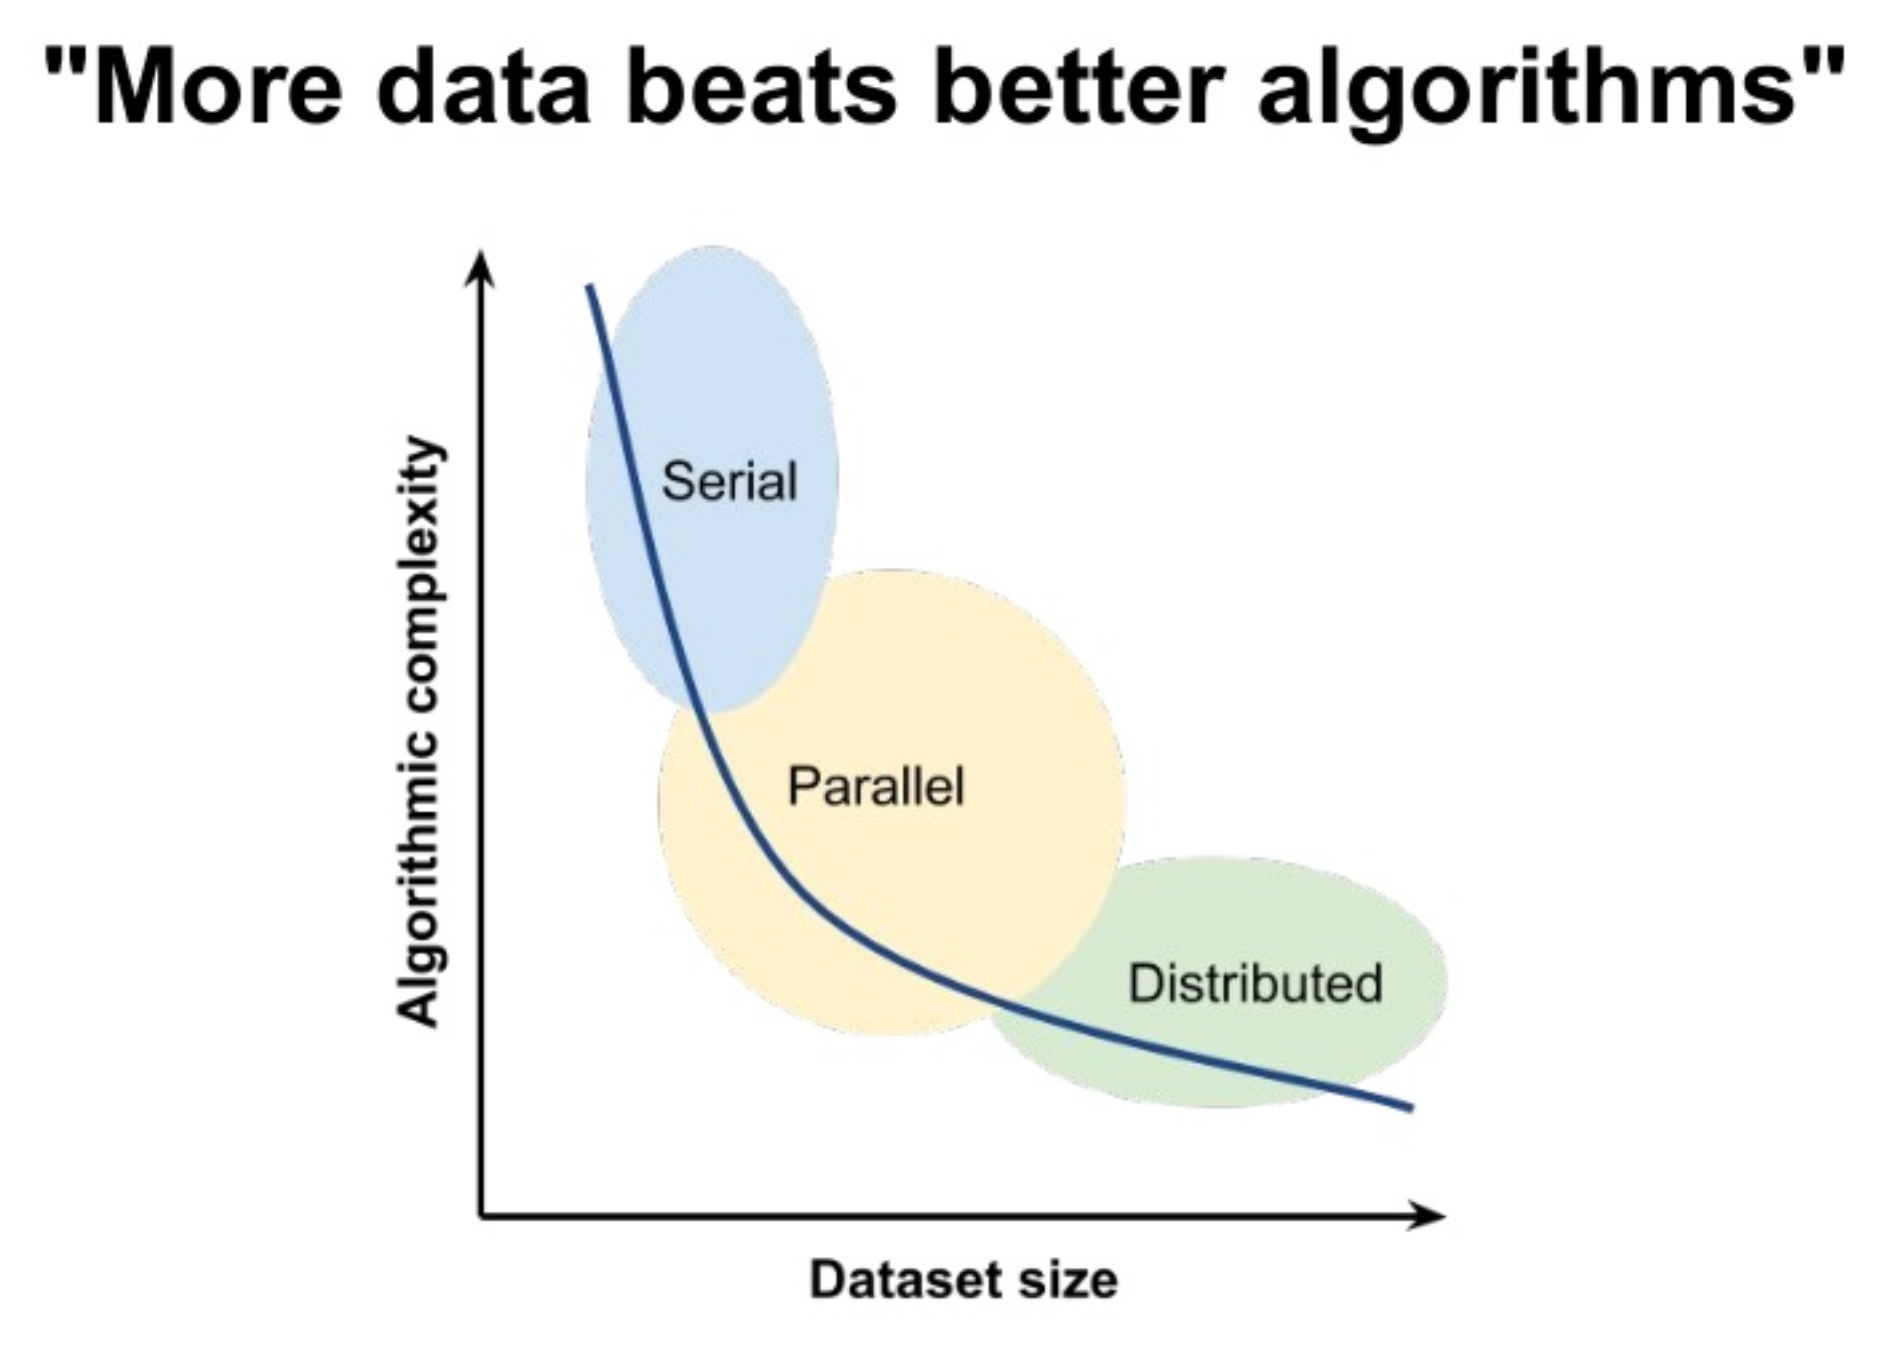 "More data beats better algorithms"
Algorithmic complexity
Serial
Parallel
Distributed
Dataset size